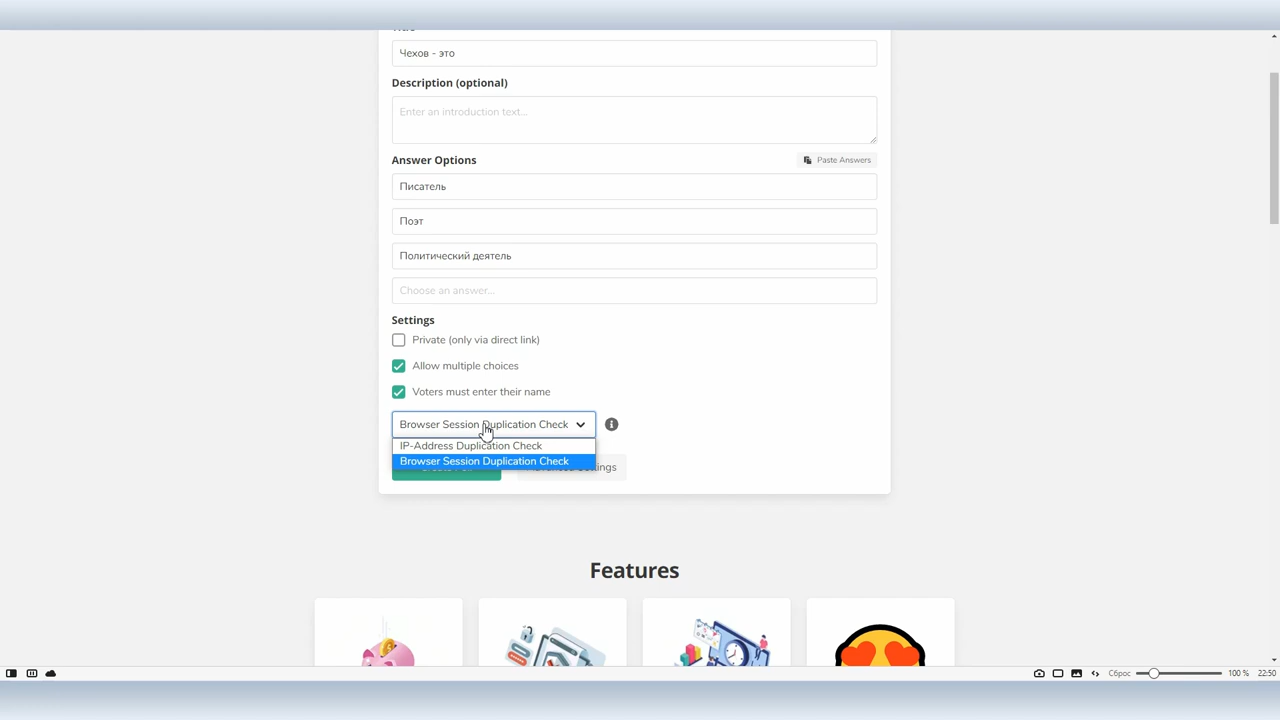 Чехов - это
Description (optional)
Enter an introduction text...
Answer Options
Paste Answers
Писатель
Поэт
Политический деятель
Choose an answer...
Settings
Private (only via direct link)
Allow multiple choices
Voters must enter their name
Browser Session Duplication Check
IP-Address Duplication Check
Browser Session Duplication Check
Settings
Features
Сброс
100 %
22:50